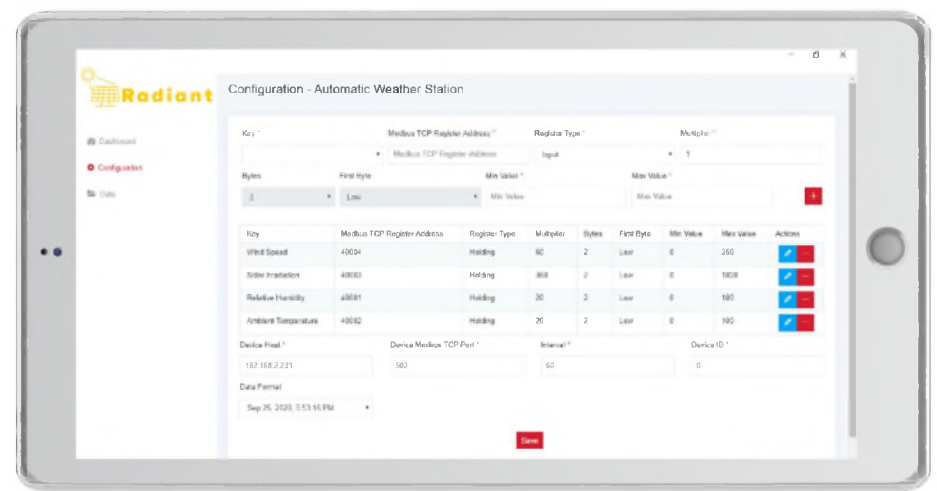 Radiant
Configuration - Automatic Weather Station
Dashboard
Configuration
Data
Key *
Modbus TCP Register Address *
Register Type *
Multiplier *
Modbus TCP Register Address
Input
1
Bytes
First Byte
Min Value *
Max Value *
2
Low
Min Value
Max Value
+
Key Modbus TCP Register Address Register Type Multiplier Bytes First Byte Min Value Max Value Actions
Wind Speed 40004 Holding 60 2 Low 0 250
Solar Irradiation 40003 Holding 2 Low 0
Relative Humidity 40001 Holding 20 2 Low 0 100
Ambient Temperature 40002 Holding 20 2 Low 0 100
Device Host *
Device Modbus TCP Port *
Interval *
Device ID *
192.168.2.231
502
60
0
Date Format
Sep 25, 2020, 5:53:16 PM
Save